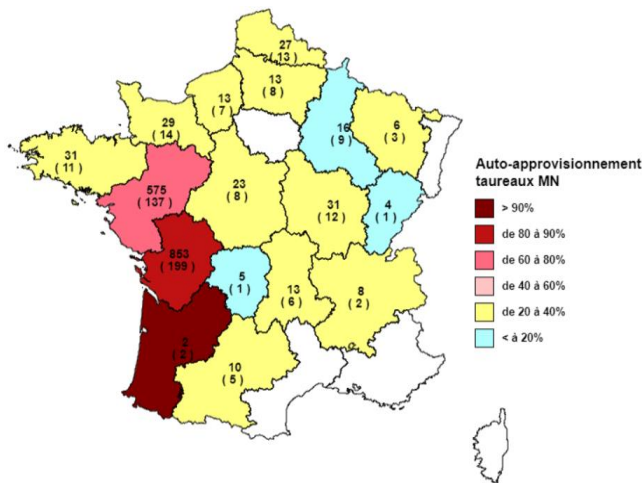 27
( 13 )
13
( 8 )
13
( 7 )
29
( 14 )
31
( 11 )
16
( 9 )
6
( 3 )
575
( 137 )
23
( 8 )
31
( 12 )
4
( 1 )
853
( 199 )
5
( 1 )
13
( 6 )
8
( 2 )
2
( 2 )
10
( 5 )
Auto-approvisionnement
taureaux MN
> 90%
de 80 à 90%
de 60 à 80%
de 40 à 60%
de 20 à 40%
< à 20%